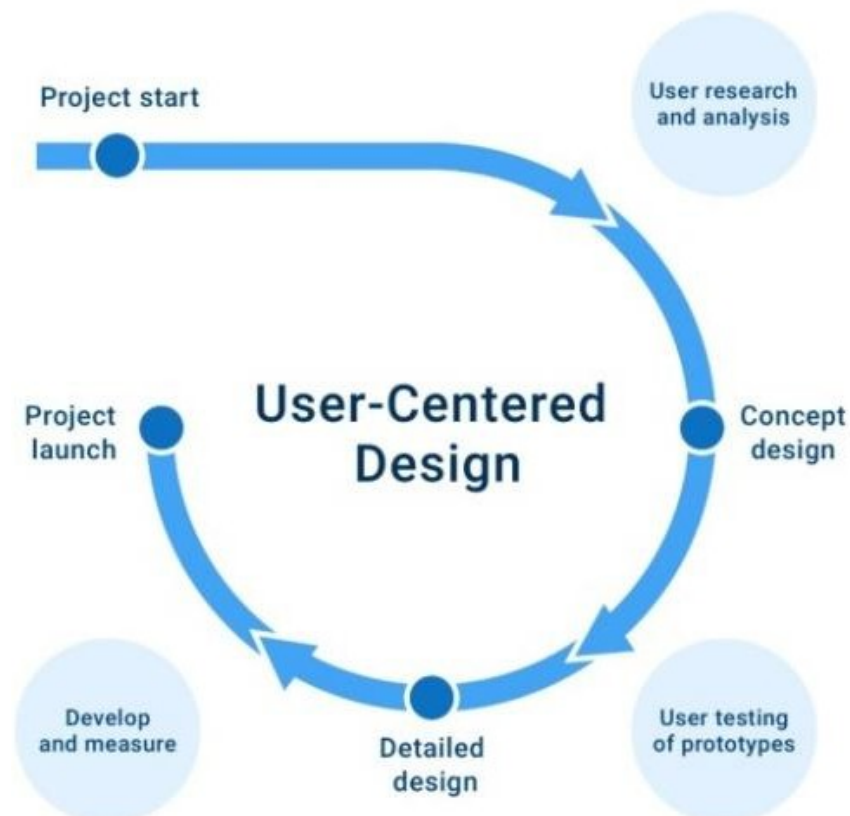 Project start
User research
and analysis
User-Centered
Design
Concept
design
Project
launch
User testing
of prototypes
Detailed
design
Develop
and measure